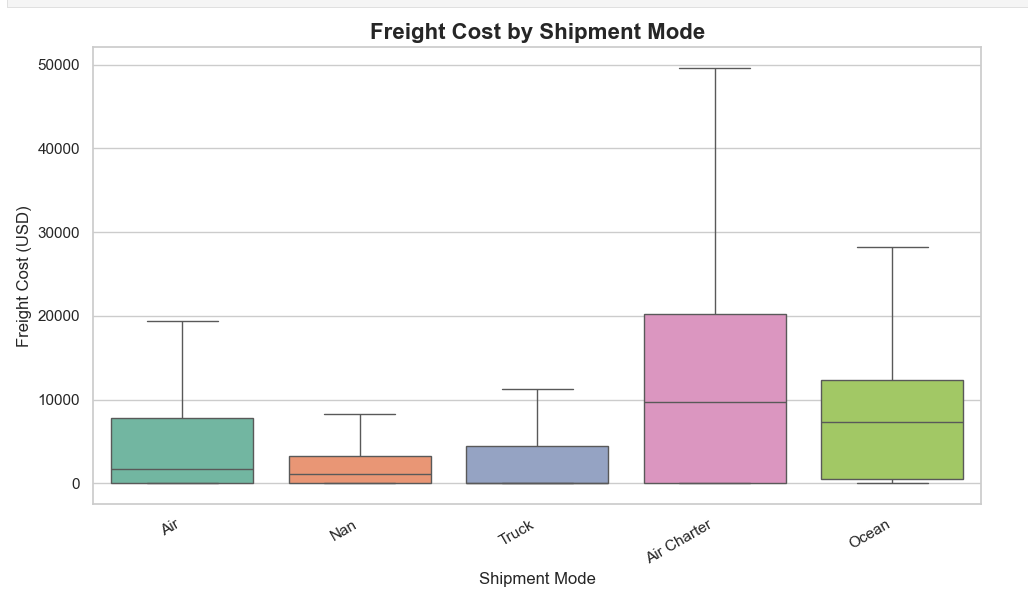 Freight Cost by Shipment Mode
Freight Cost (USD)
50000
40000
30000
20000
10000
0
Air
Nan
Truck
Air Charter
Ocean
Shipment Mode